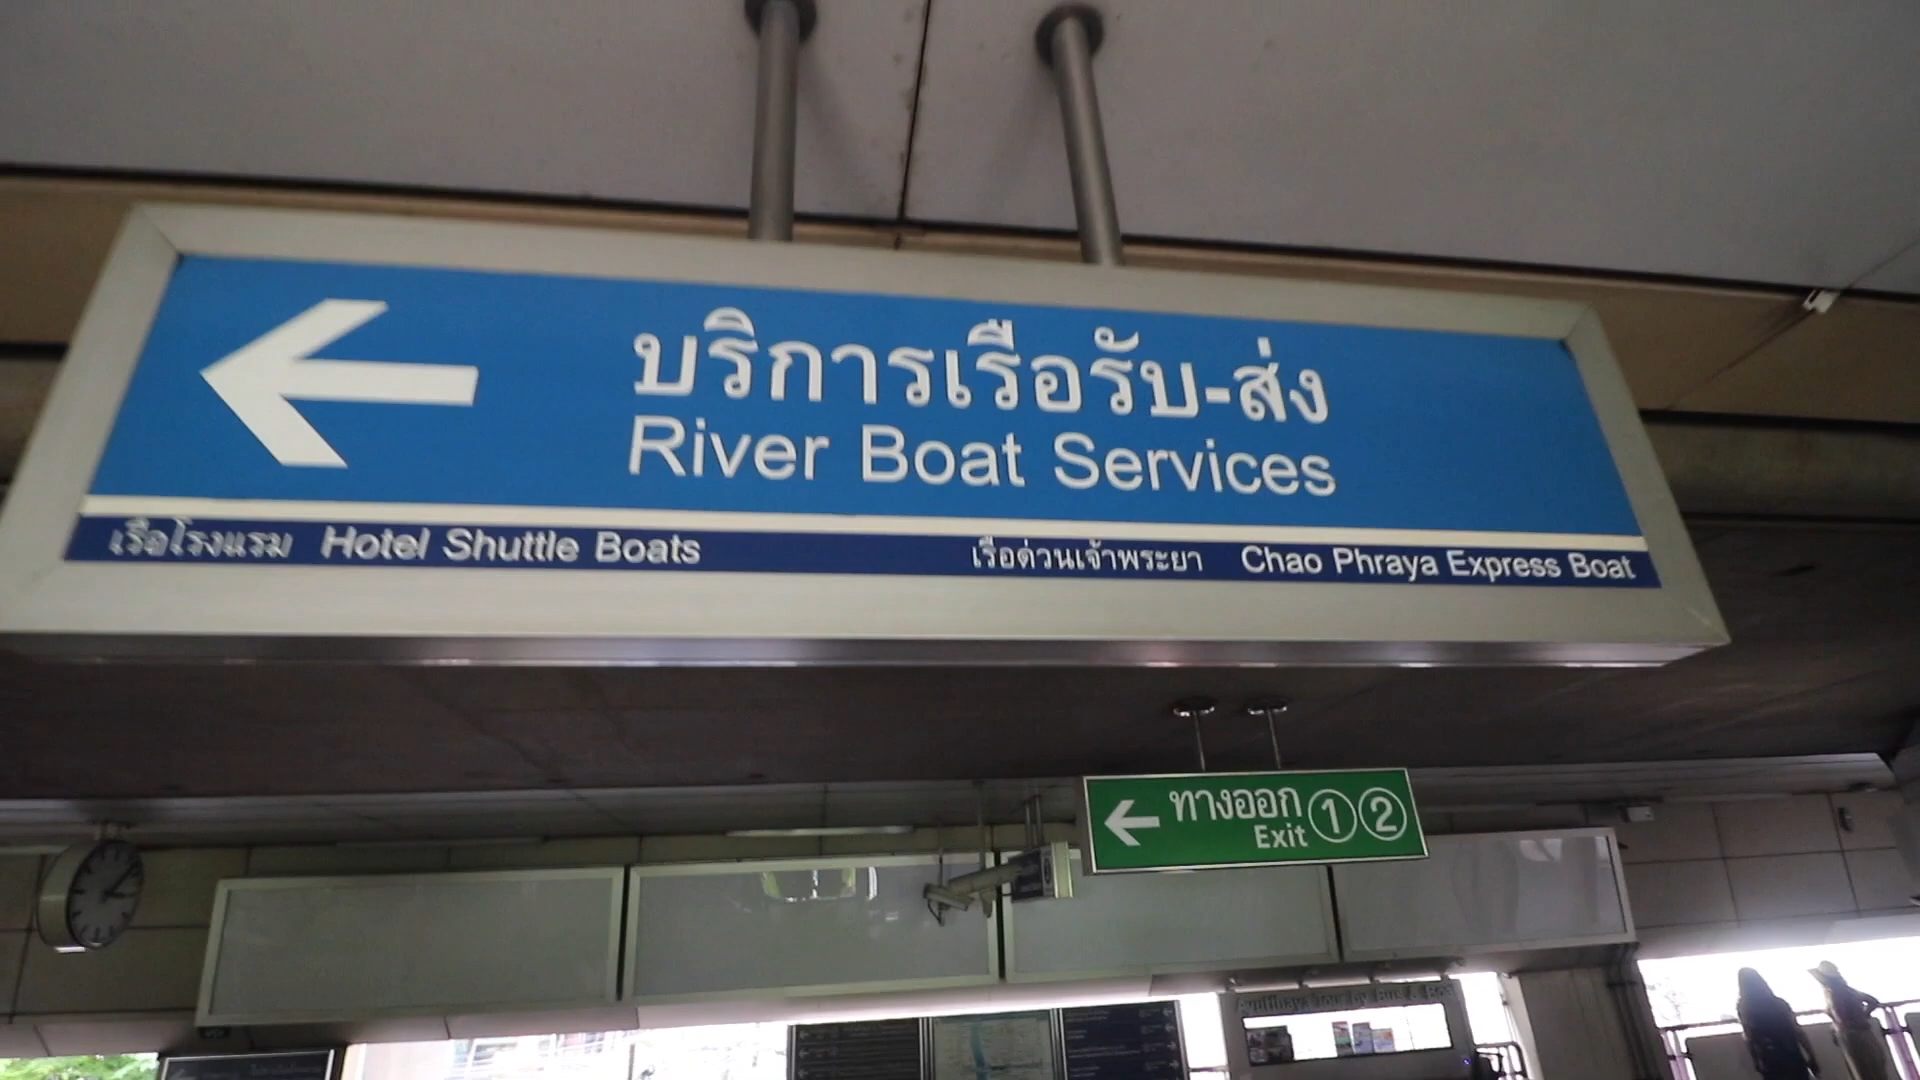 บริการเรือรับ-ส่ง
River Boat Services
เรือโรงแรม Hotel Shuttle Boats
เรือด่วนเจ้าพระยา Chao Phraya Express Boat
ทางออก 1 2
Exit